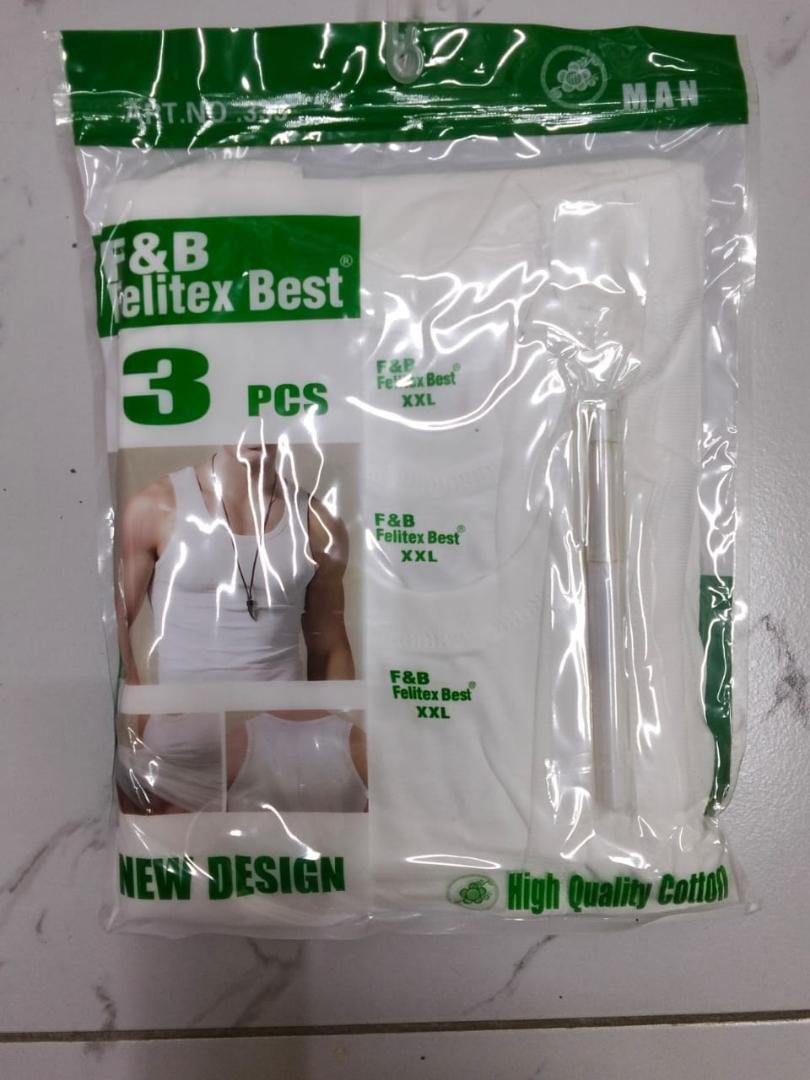 MAN
ART.NO
F&B
Felitex Best®
3 PCS
F&B
Felitex Best®
XXL
F&B
Felitex Best®
XXL
F&B
Felitex Best®
XXL
NEW DESIGN
High Quality Cotton